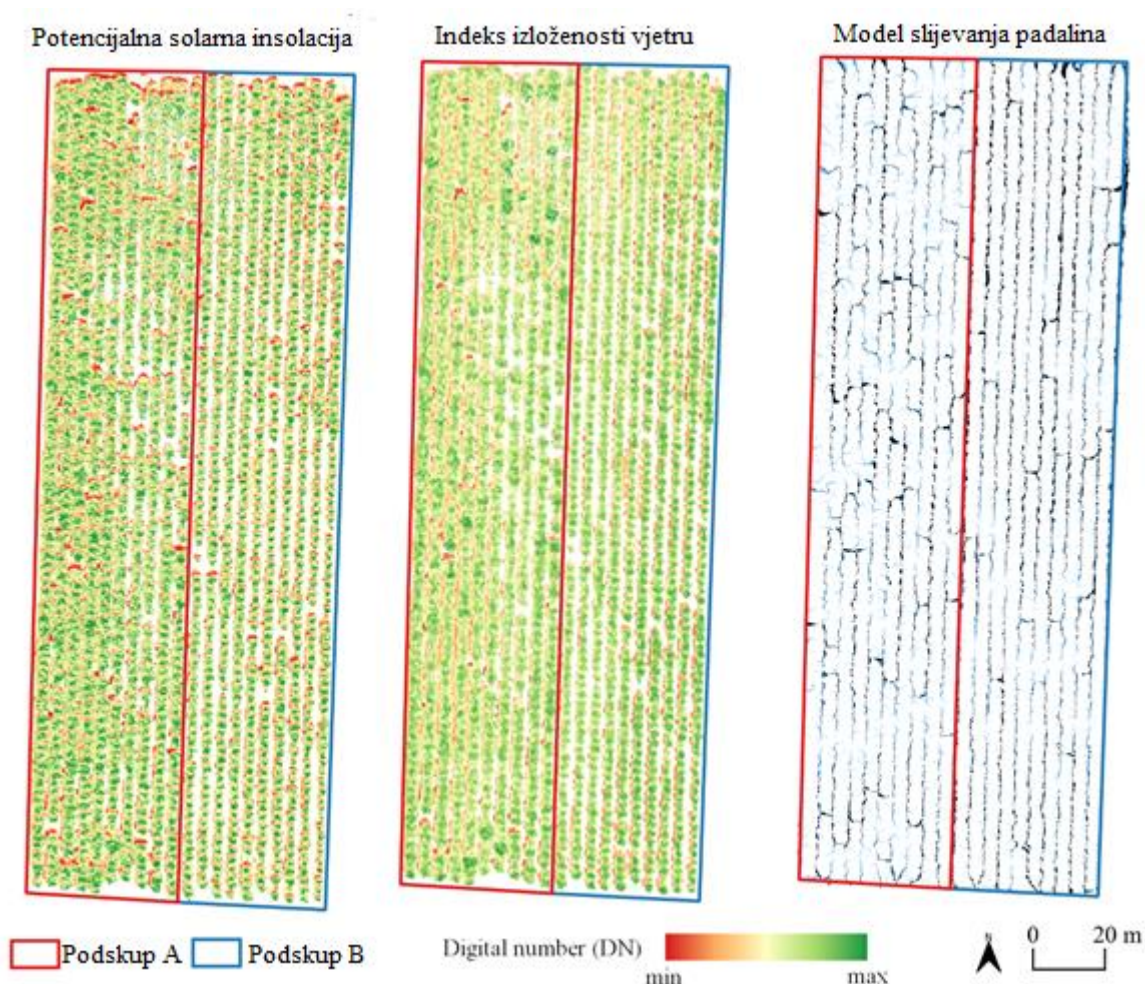 Potencijalna solarna insolacija
Indeks izloženosti vjetru
Model slijevanja padalina
Podskup A
Podskup B
Digital number (DN)
min
max
N
0
20 m